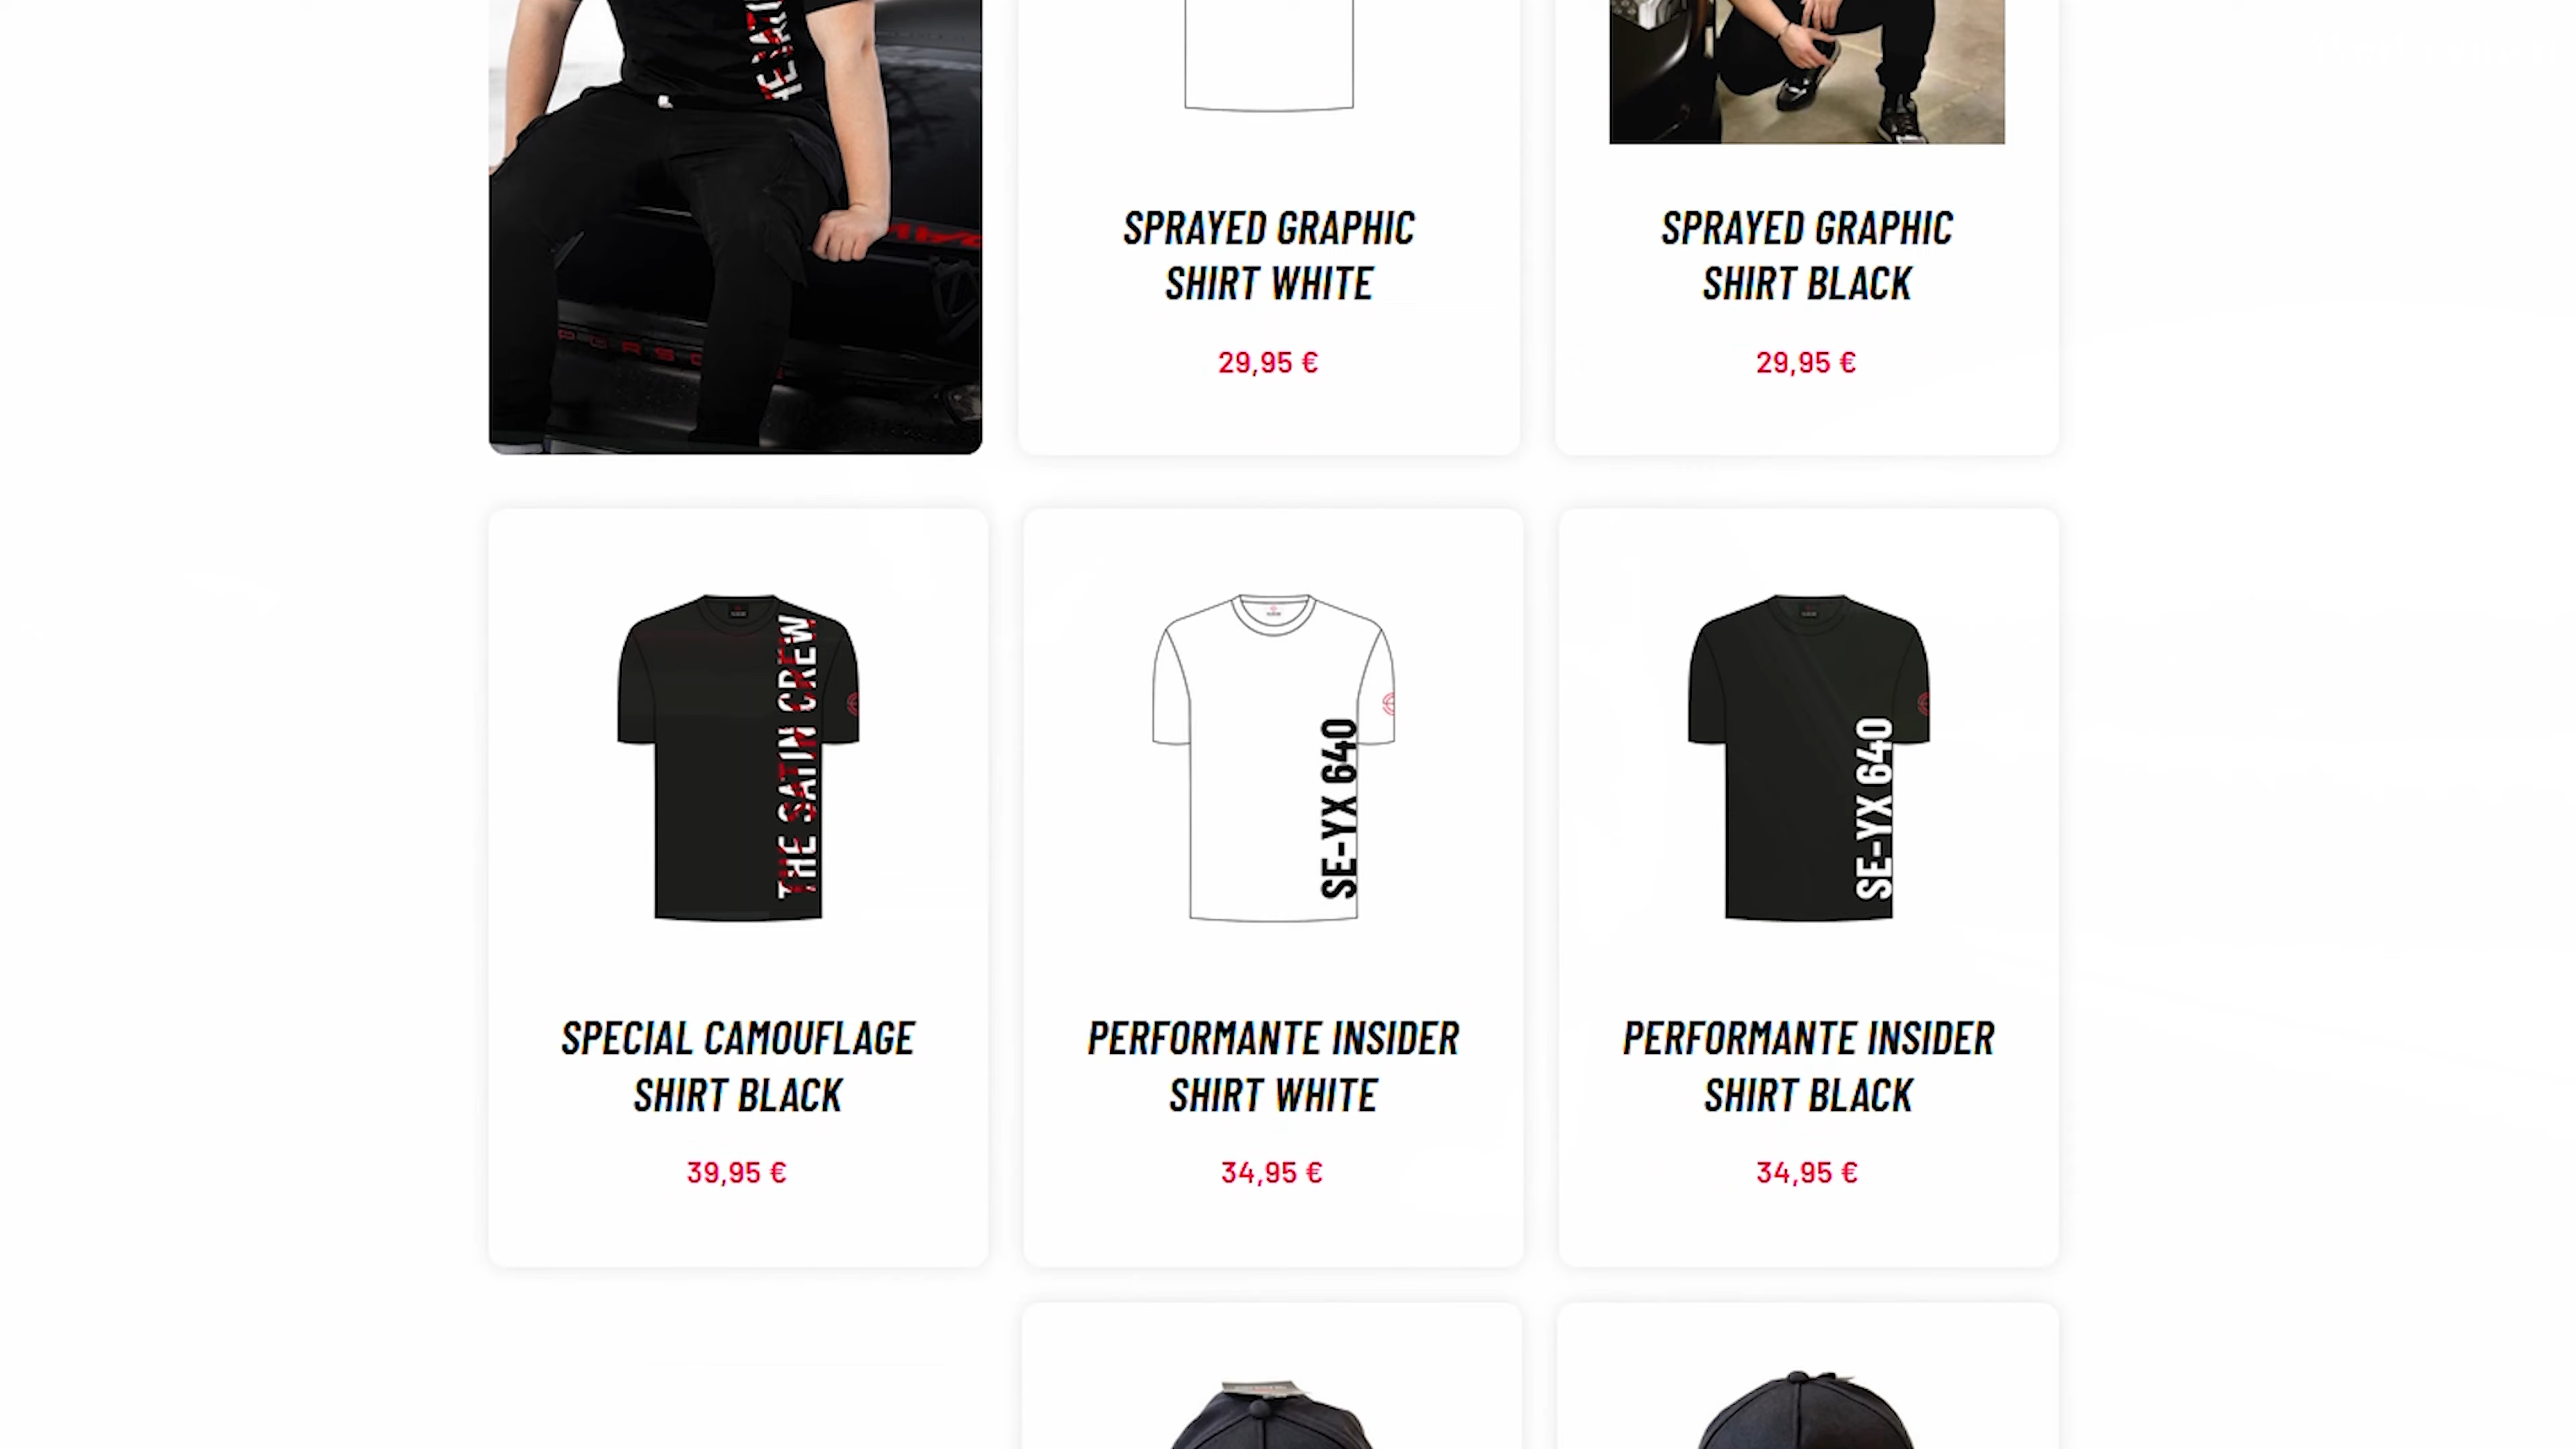 SPRAYED GRAPHIC
SHIRT WHITE
29,95 €
SPRAYED GRAPHIC
SHIRT BLACK
29,95 €
THE SATIN CREW
SPECIAL CAMOUFLAGE
SHIRT BLACK
39,95 €
SE-YX 640
PERFORMANTE INSIDER
SHIRT WHITE
34,95 €
SE-YX 640
PERFORMANTE INSIDER
SHIRT BLACK
34,95 €